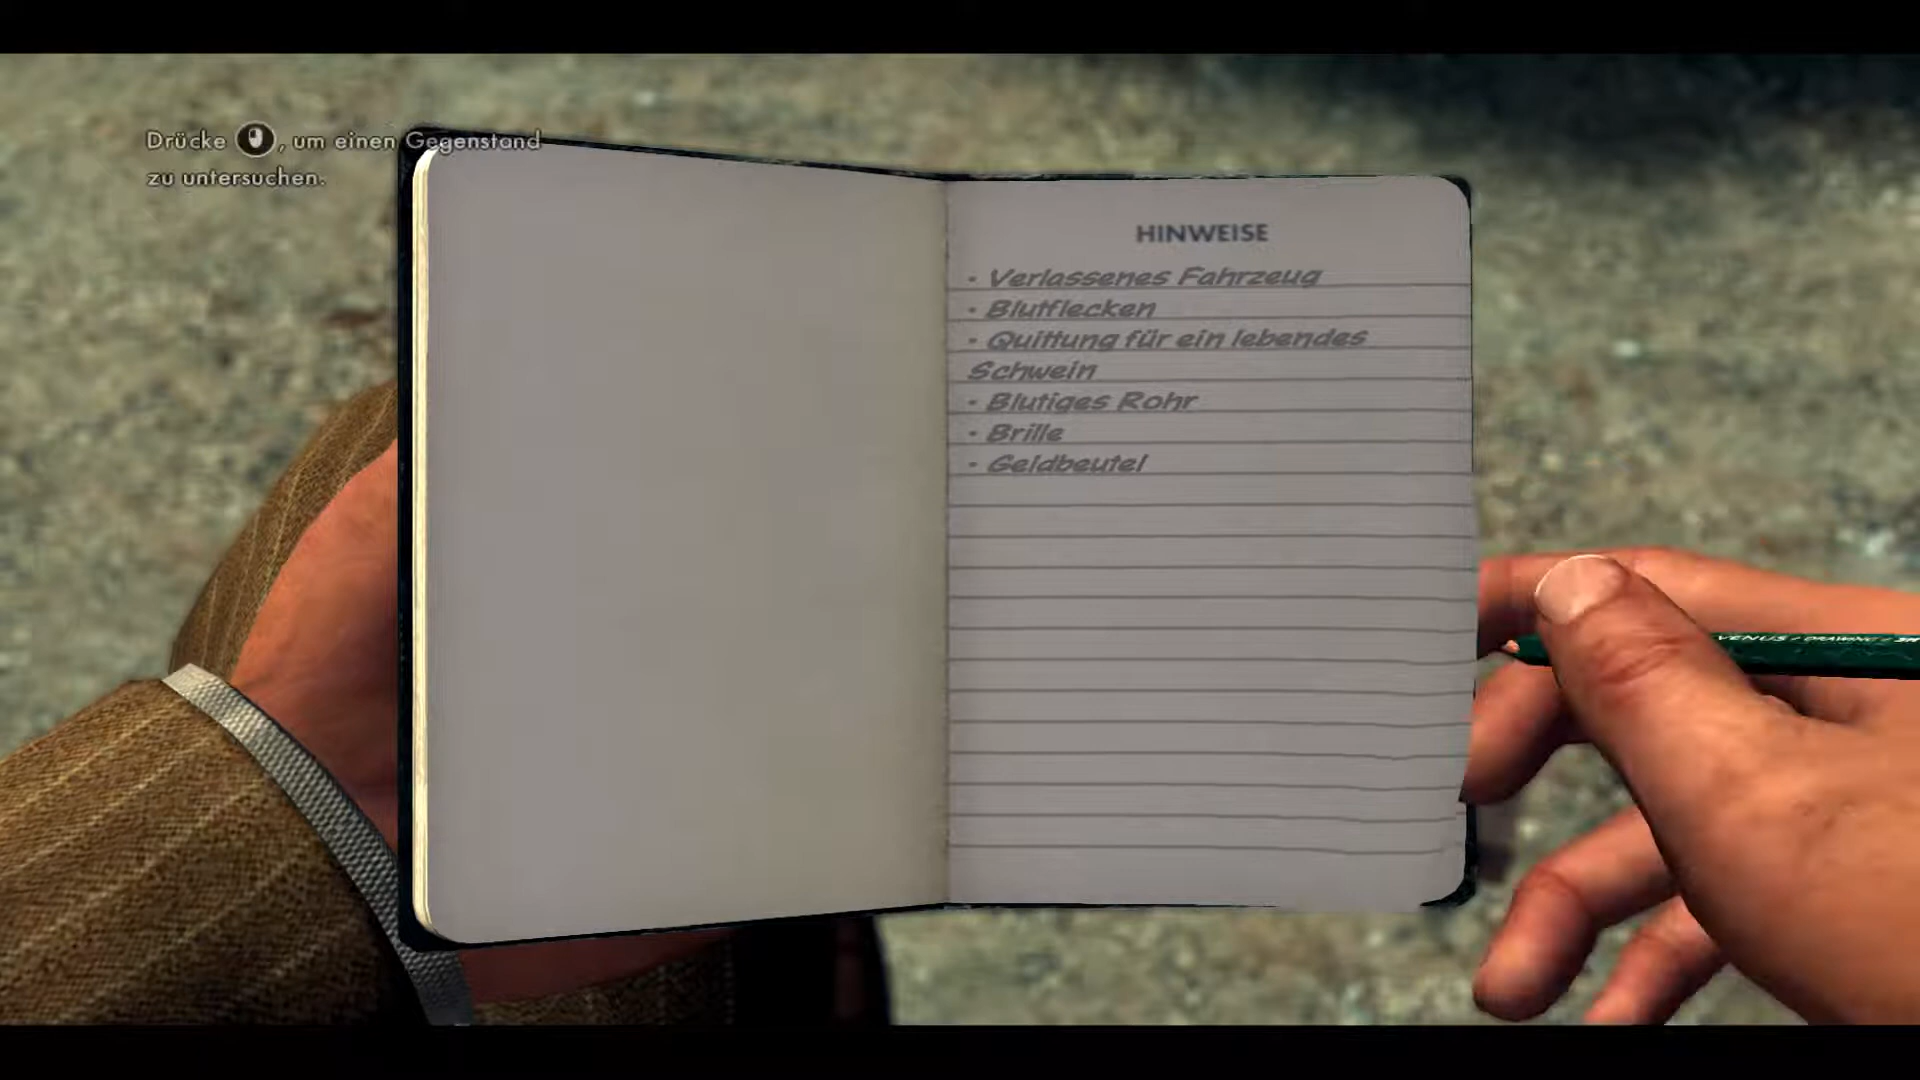 Drücke , um einen Gegenstand
zu untersuchen.
HINWEISE
- Verlassenes Fahrzeug
- Blutflecken
- Quittung für ein lebendes
Schwein
- Blutiges Rohr
- Brille
- Geldbeutel
VENUS DRAWING